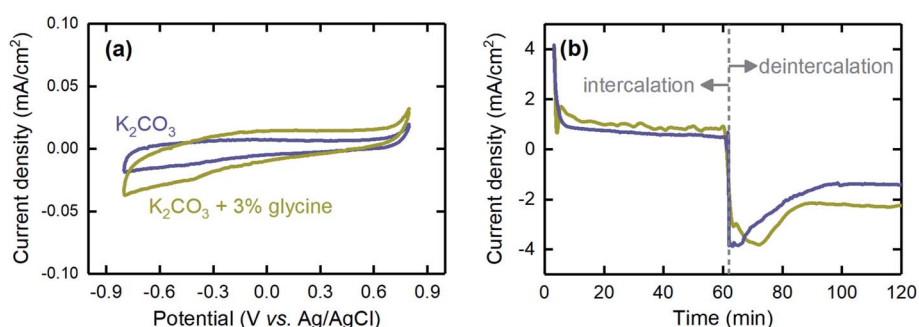 (a)
Current density (mA/cm²)
0.10
0.05
0.00
-0.05
-0.10
K₂CO₃
K₂CO₃ + 3% glycine
-0.9 -0.6 -0.3 0.0 0.3 0.6 0.9
Potential (V vs. Ag/AgCl)
(b)
Current density (mA/cm²)
4
2
0
-2
-4
intercalation
deintercalation
0 20 40 60 80 100 120
Time (min)